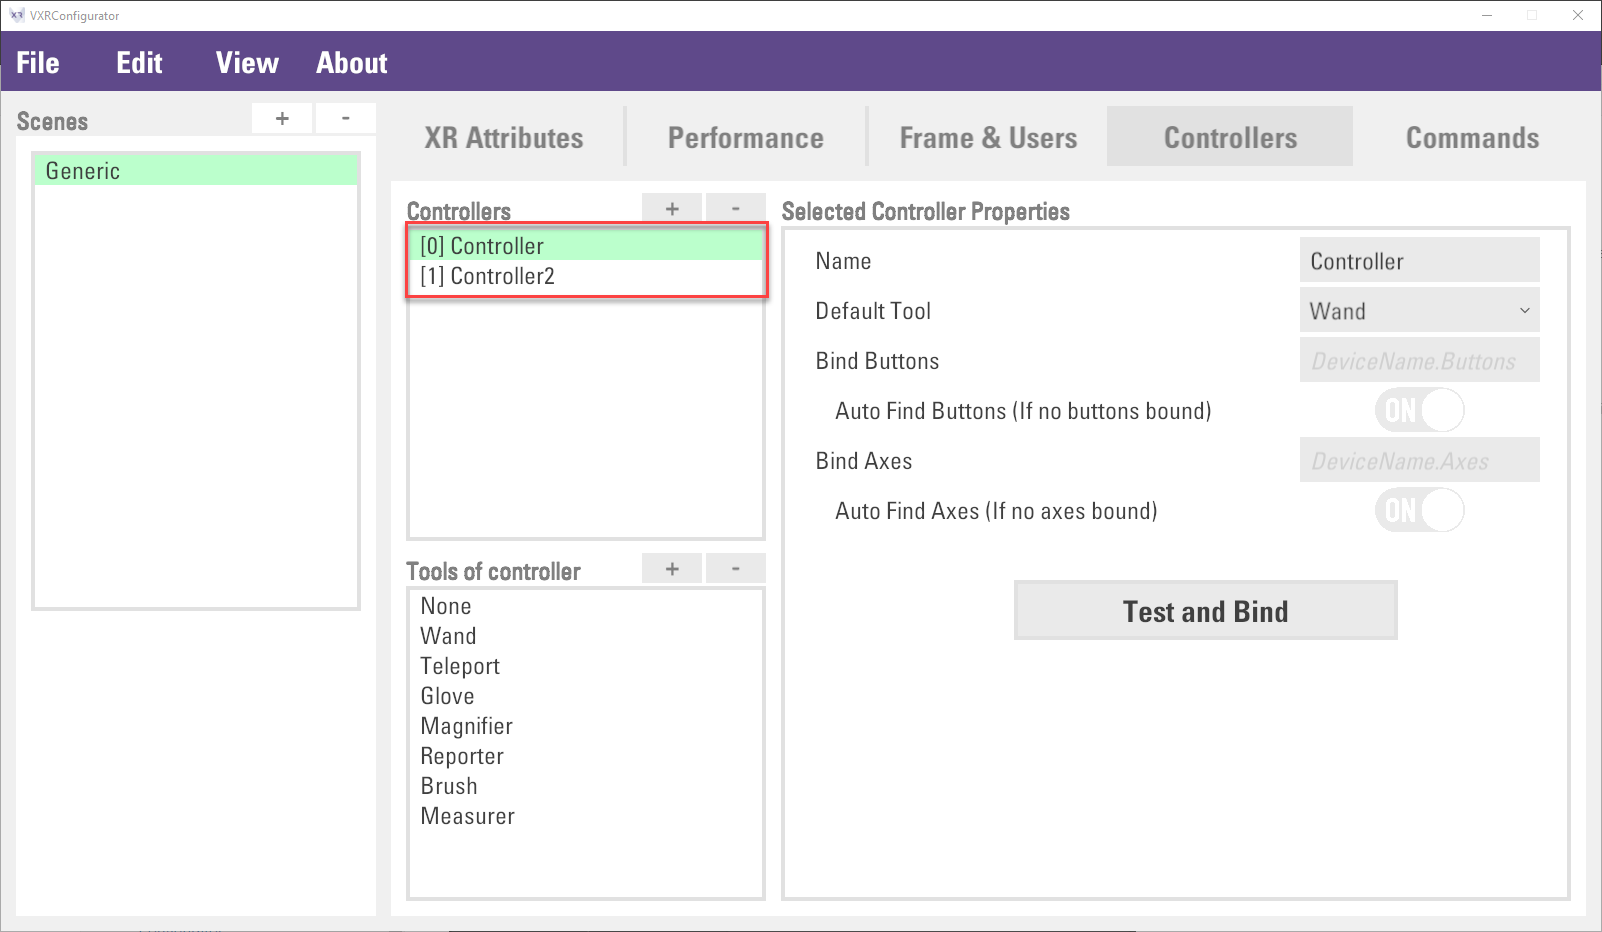 VXRConfigurator
File Edit View About
Scenes + -
Generic
XR Attributes Performance Frame & Users Controllers Commands
Controllers + -
[0] Controller
[1] Controller2
Tools of controller + -
None
Wand
Teleport
Glove
Magnifier
Reporter
Brush
Measurer
Selected Controller Properties
Name Controller
Default Tool Wand
Bind Buttons DeviceName.Buttons
Auto Find Buttons (If no buttons bound) ON
Bind Axes DeviceName.Axes
Auto Find Axes (If no axes bound) ON
Test and Bind